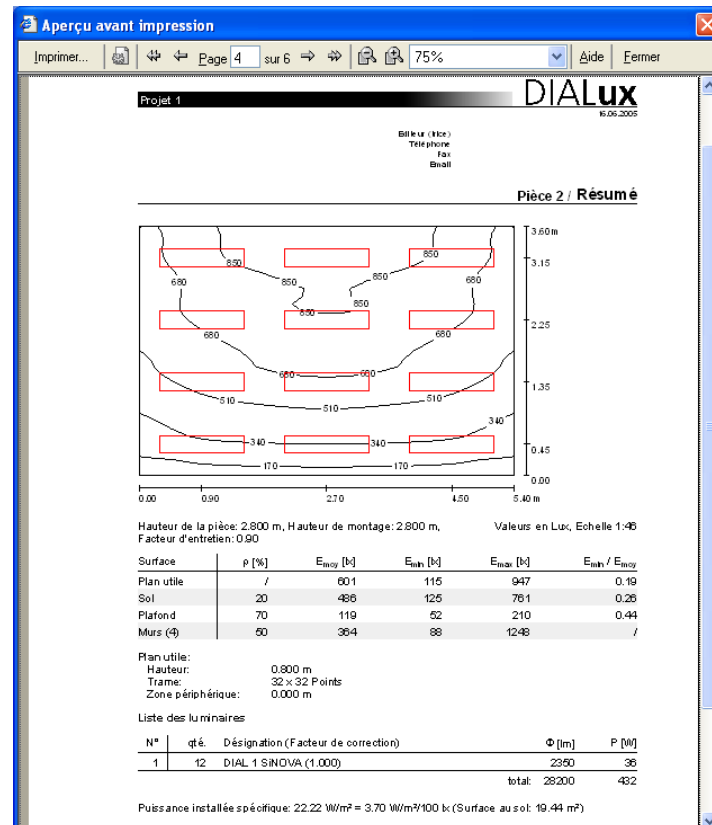 Aperçu avant impression
Imprimer... Page 4 sur 6 75% Aide Fermer
DIALux
Projet 1
16.06.2005
Téléphone
Fax
Email
Pièce 2 / Résumé
3.60 m
850 850 3.15
680 850 850 680
850 850
680 680 2.25
680 680
510 510 510 1.35
340
340 340 0.45
170 170
0.00
0.00 0.90 2.70 4.50 5.40 m
Hauteur de la pièce: 2.800 m, Hauteur de montage: 2.800 m, Valeurs en Lux, Echelle 1:46
Facteur d'entretien: 0.90
Surface ρ [%] Emoy [lx] Emin [lx] Emax [lx] Emin / Emoy
Plan utile / 601 115 947 0.19
Sol 20 486 125 761 0.26
Plafond 70 119 52 210 0.44
Murs (4) 50 364 88 1248 /
Plan utile:
Hauteur: 0.800 m
Trame: 32 x 32 Points
Zone périphérique: 0.000 m
Liste des luminaires
N° qté. Désignation (Facteur de correction) Φ [lm] P [W]
1 12 DIAL 1 SiNOVA (1.000) 2350 36
total: 28200 432
Puissance installée spécifique: 22.22 W/m² = 3.70 W/m²/100 lx (Surface au sol: 19.44 m²)